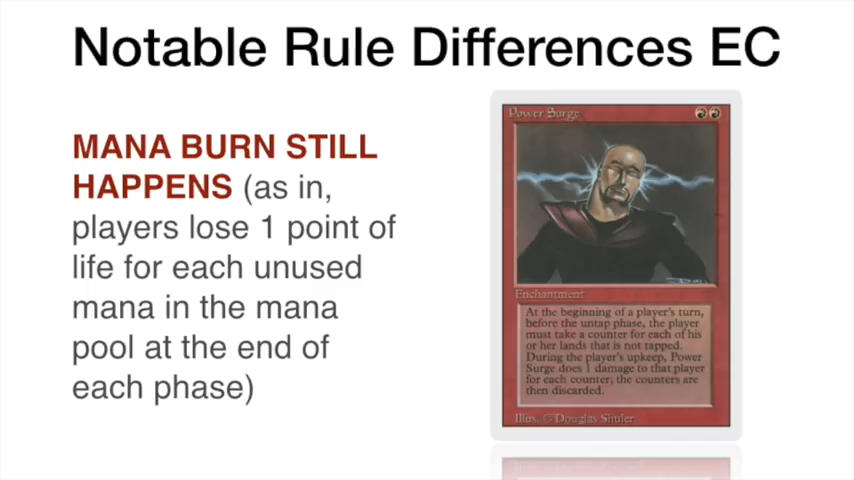 Notable Rule Differences EC
MANA BURN STILL
HAPPENS (as in,
players lose 1 point of
life for each unused
mana in the mana
pool at the end of
each phase)
Power Surge
Enchantment
At the beginning of a player's turn,
before the untap phase, the player
must take a counter for each of his
or her lands that is not tapped.
During the player's upkeep, Power
Surge does 1 damage to that player
for each counter; the counters are
then discarded.
Illus. © Douglas Shuler